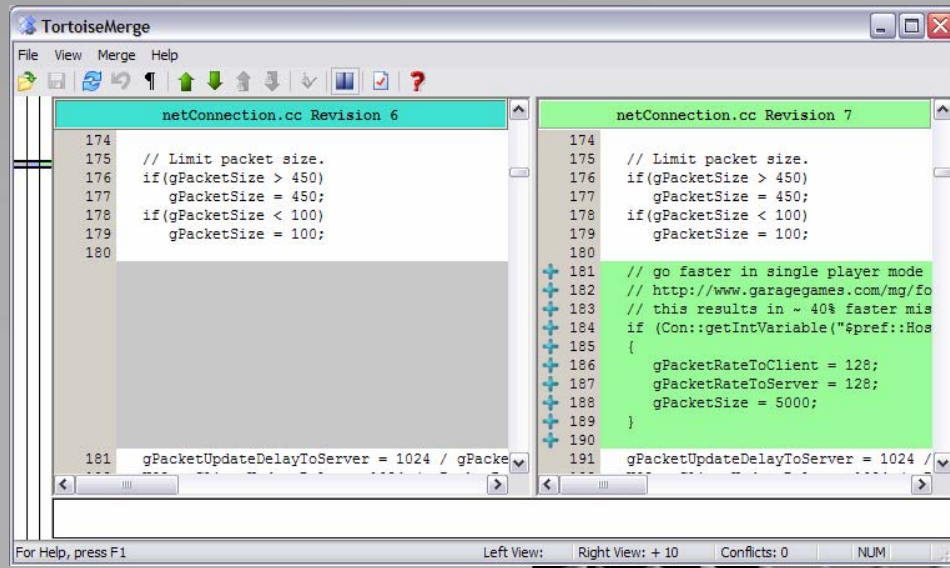 TortoiseMerge
File View Merge Help
netConnection.cc Revision 6
174
175 // Limit packet size.
176 if(gPacketSize > 450)
177 gPacketSize = 450;
178 if(gPacketSize < 100)
179 gPacketSize = 100;
180
181 gPacketUpdateDelayToServer = 1024 / gPacke
netConnection.cc Revision 7
174
175 // Limit packet size.
176 if(gPacketSize > 450)
177 gPacketSize = 450;
178 if(gPacketSize < 100)
179 gPacketSize = 100;
180
181 // go faster in single player mode
182 // http://www.garagegames.com/mg/fo
183 // this results in ~ 40% faster mis
184 if (Con::getIntVariable("$pref::Hos
185 {
186 gPacketRateToClient = 128;
187 gPacketRateToServer = 128;
188 gPacketSize = 5000;
189 }
190
191 gPacketUpdateDelayToServer = 1024 /
For Help, press F1 Left View: Right View: + 10 Conflicts: 0 NUM